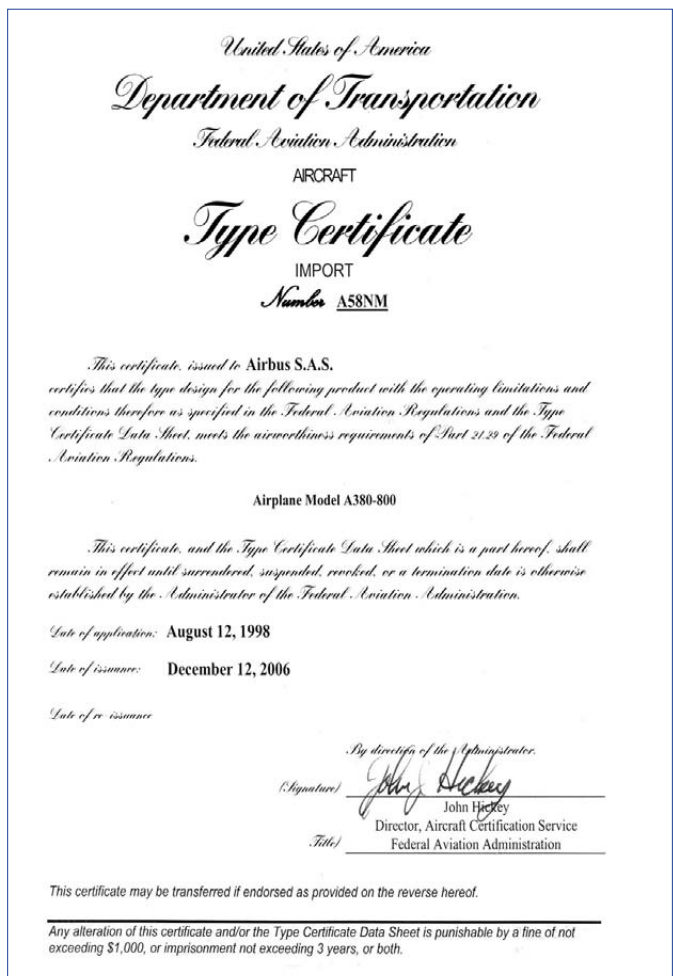 United States of America
Department of Transportation
Federal Aviation Administration
AIRCRAFT
Type Certificate
IMPORT
Number A58NM
This certificate, issued to Airbus S.A.S.
certifies that the type design for the following product with the operating limitations and
conditions therefore as specified in the Federal Aviation Regulations and the Type
Certificate Data Sheet, meets the airworthiness requirements of Part 21.29 of the Federal
Aviation Regulations.
Airplane Model A380-800
This certificate, and the Type Certificate Data Sheet which is a part hereof, shall
remain in effect until surrendered, suspended, revoked, or a termination date is otherwise
established by the Administrator of the Federal Aviation Administration.
Date of application: August 12, 1998
Date of issuance: December 12, 2006
Date of re-issuance
By direction of the Administrator.
(Signature) John J Hickey
John Hickey
Director, Aircraft Certification Service
Title) Federal Aviation Administration
This certificate may be transferred if endorsed as provided on the reverse hereof.
Any alteration of this certificate and/or the Type Certificate Data Sheet is punishable by a fine of not
exceeding $1,000, or imprisonment not exceeding 3 years, or both.